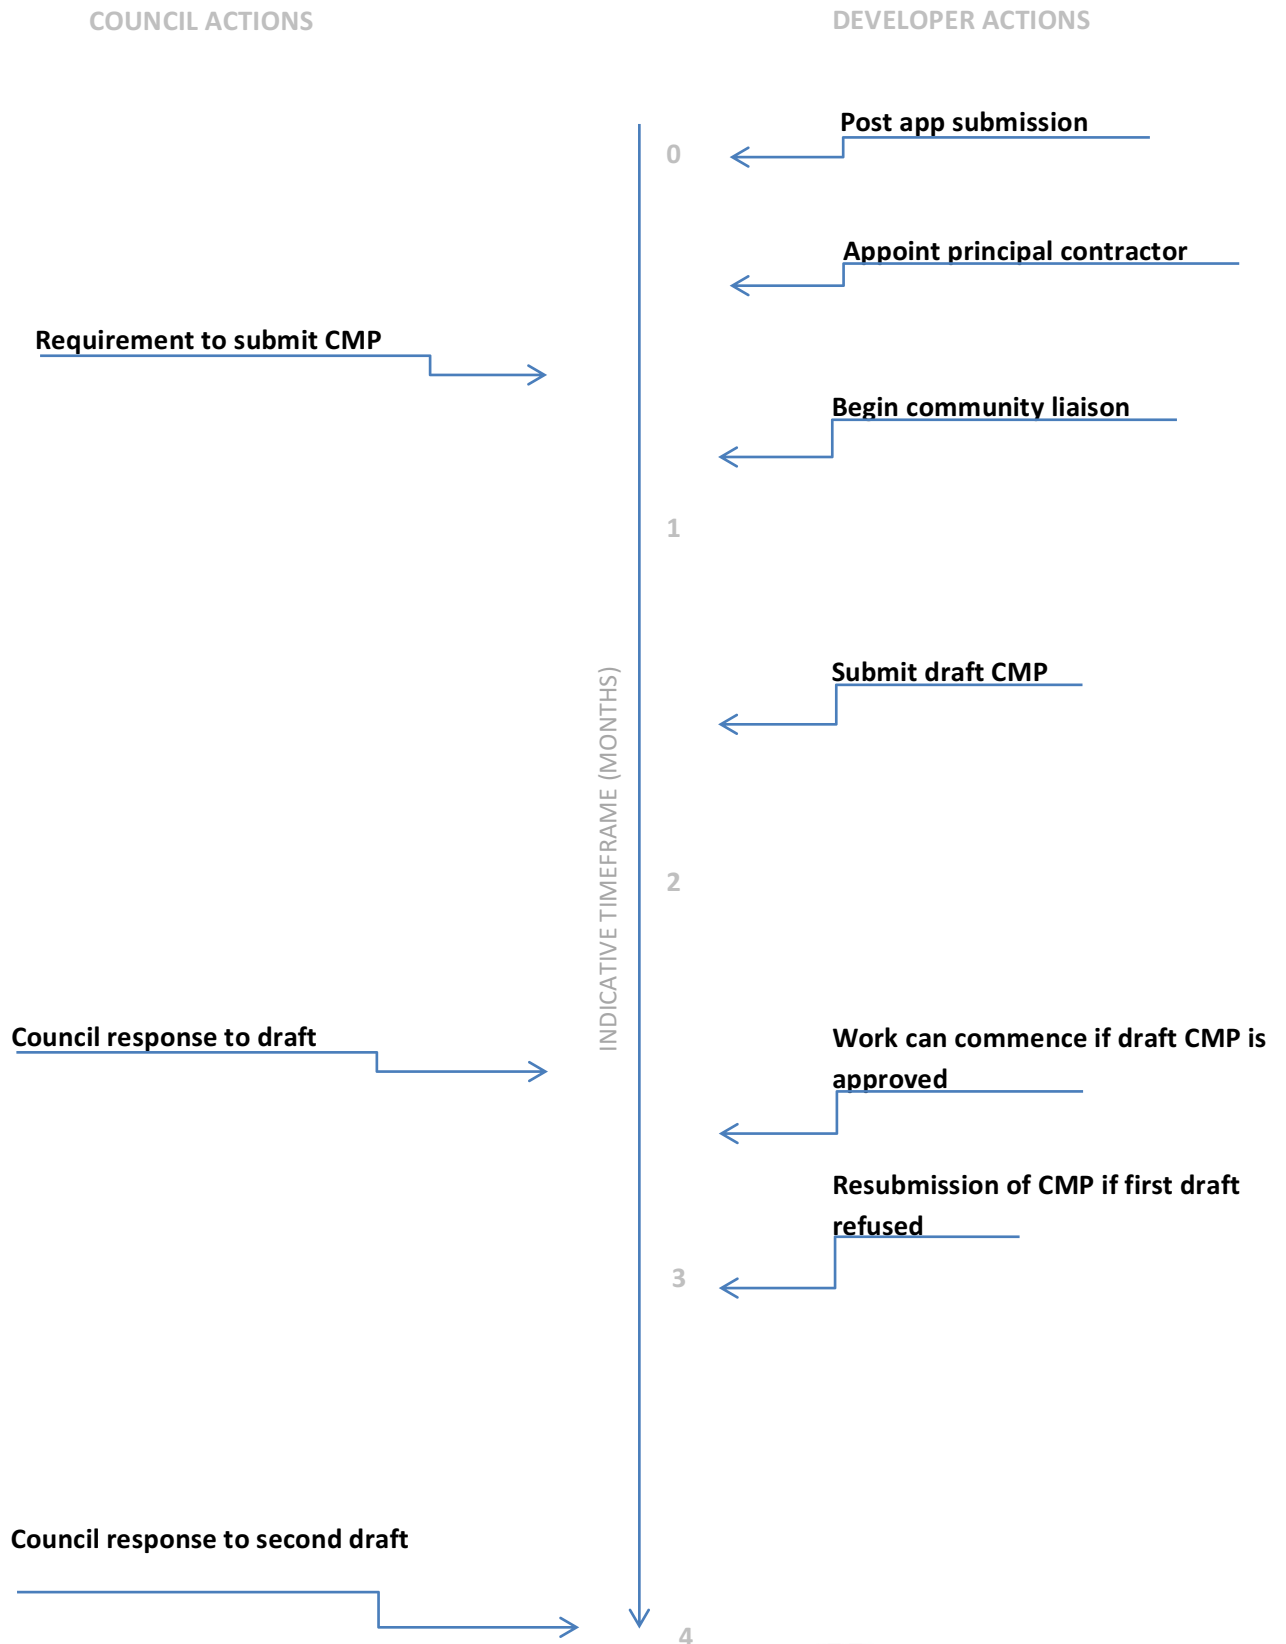 COUNCIL ACTIONS
DEVELOPER ACTIONS
Post app submission
0
Appoint principal contractor
Requirement to submit CMP
Begin community liaison
1
Submit draft CMP
INDICATIVE TIMEFRAME (MONTHS)
2
Council response to draft
Work can commence if draft CMP is
approved
Resubmission of CMP if first draft
refused
3
Council response to second draft
4